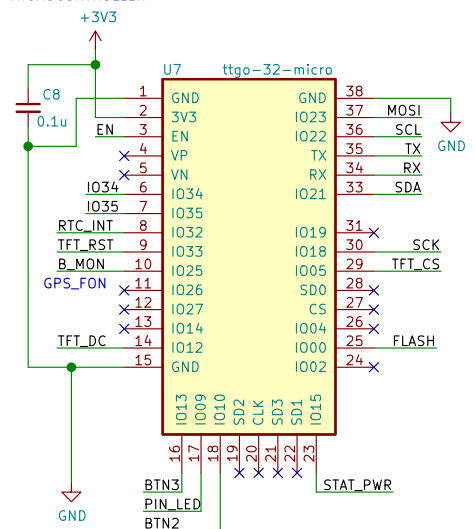 +3V3
U7 ttgo-32-micro
C8
0.1u
1 GND GND 38
2 3V3 IO23 37 MOSI
EN 3 EN IO22 36 SCL
4 VP TX 35 TX
5 VN RX 34 RX
IO34 6 IO34 IO21 33 SDA
IO35 7 IO35
RTC_INT 8 IO32 IO19 31
TFT_RST 9 IO33 IO18 30 SCK
B_MON 10 IO25 IO05 29 TFT_CS
GPS_FON 11 IO26 SD0 28
12 IO27 CS 27
13 IO14 IO04 26
TFT_DC 14 IO12 IO00 25 FLASH
15 GND IO02 24
GND
IO13 IO09 IO10 SD2 CLK SD3 SD1 IO15
16 17 18 19 20 21 22 23
BTN3 STAT_PWR
PIN_LED
BTN2
GND